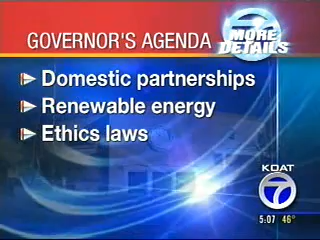 GOVERNOR'S AGENDA
MORE
DETAILS
Domestic partnerships
Renewable energy
Ethics laws
KOAT
7
5:07 46°